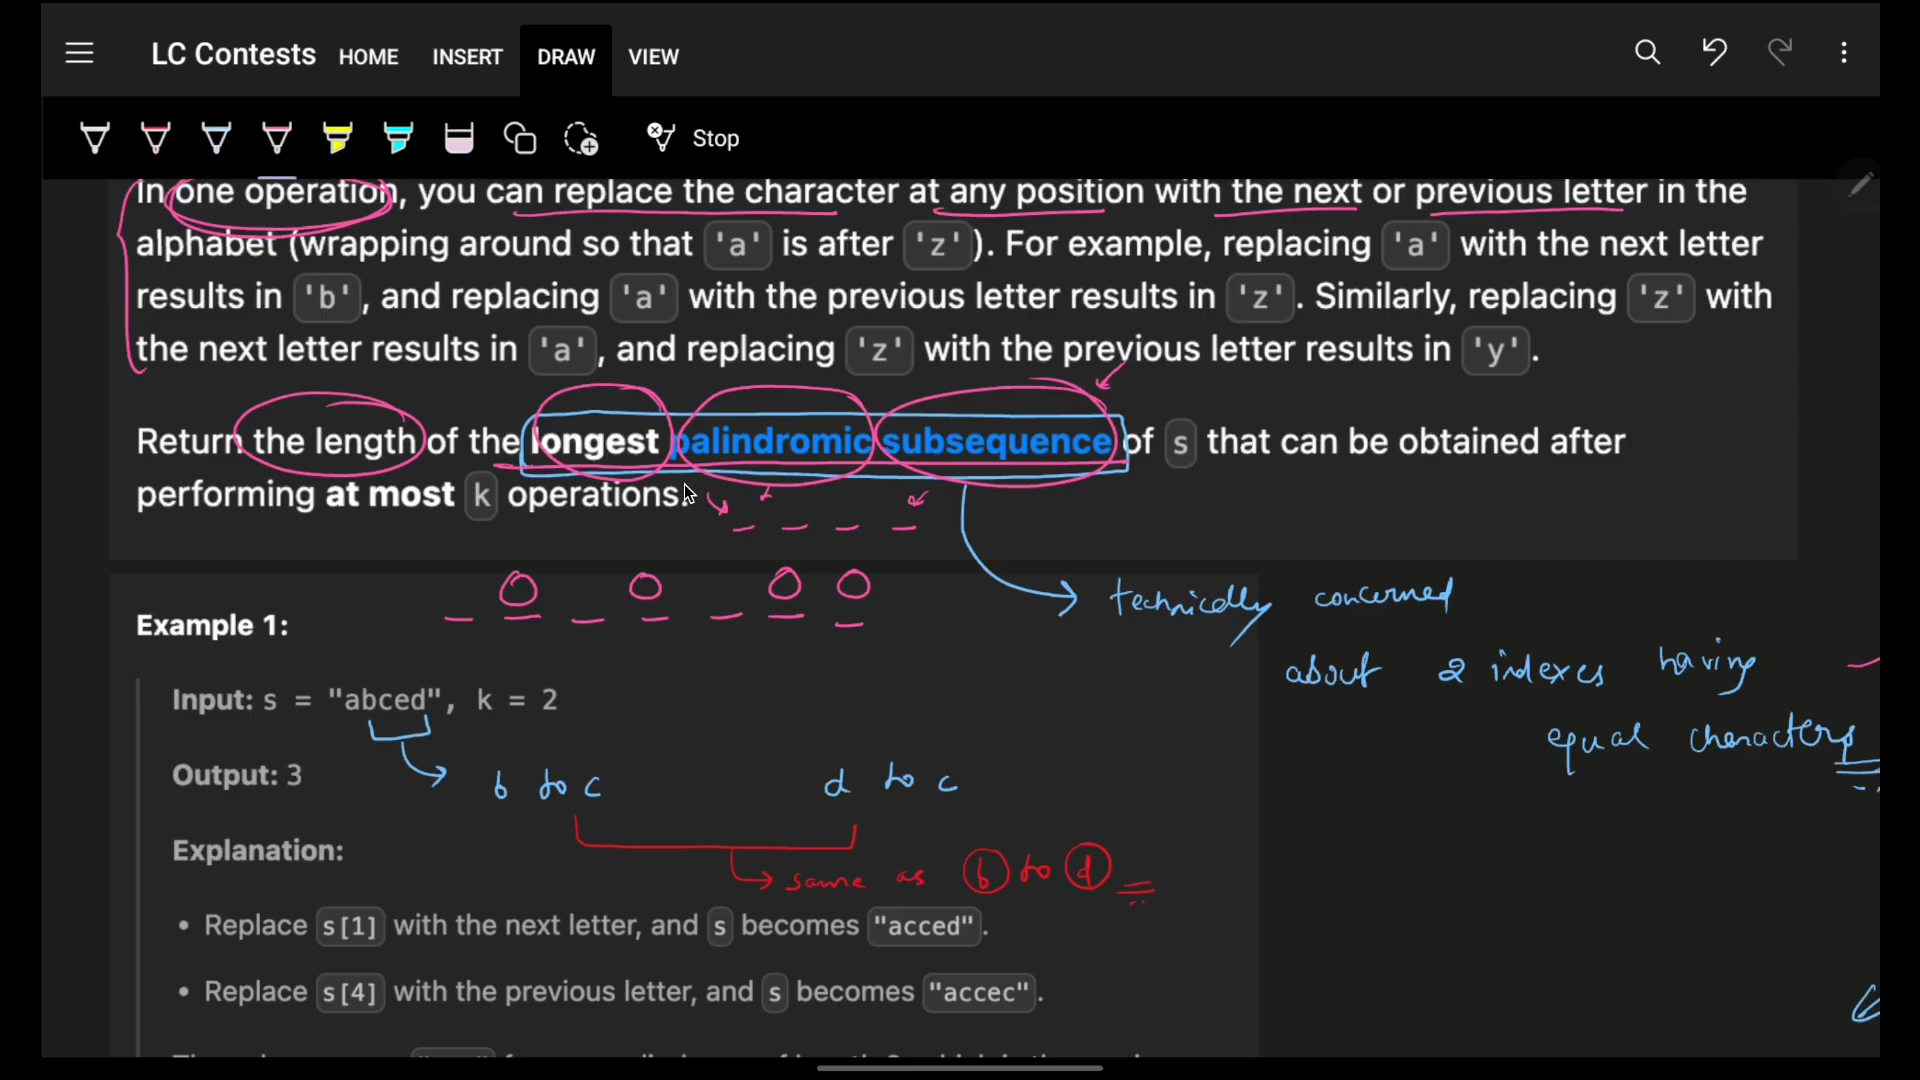 LC Contests HOME INSERT DRAW VIEW
Stop
In one operation, you can replace the character at any position with the next or previous letter in the
alphabet (wrapping around so that 'a' is after 'z'). For example, replacing 'a' with the next letter
results in 'b', and replacing 'a' with the previous letter results in 'z'. Similarly, replacing 'z' with
the next letter results in 'a', and replacing 'z' with the previous letter results in 'y'.
Return the length of the longest palindromic subsequence of s that can be obtained after
performing at most k operations.
technically concerned
about 2 indexes having
equal characters
Example 1:
Input: s = "abced", k = 2
Output: 3
b to c d to c
Explanation:
same as b to d
• Replace s[1] with the next letter, and s becomes "acced".
• Replace s[4] with the previous letter, and s becomes "accec".